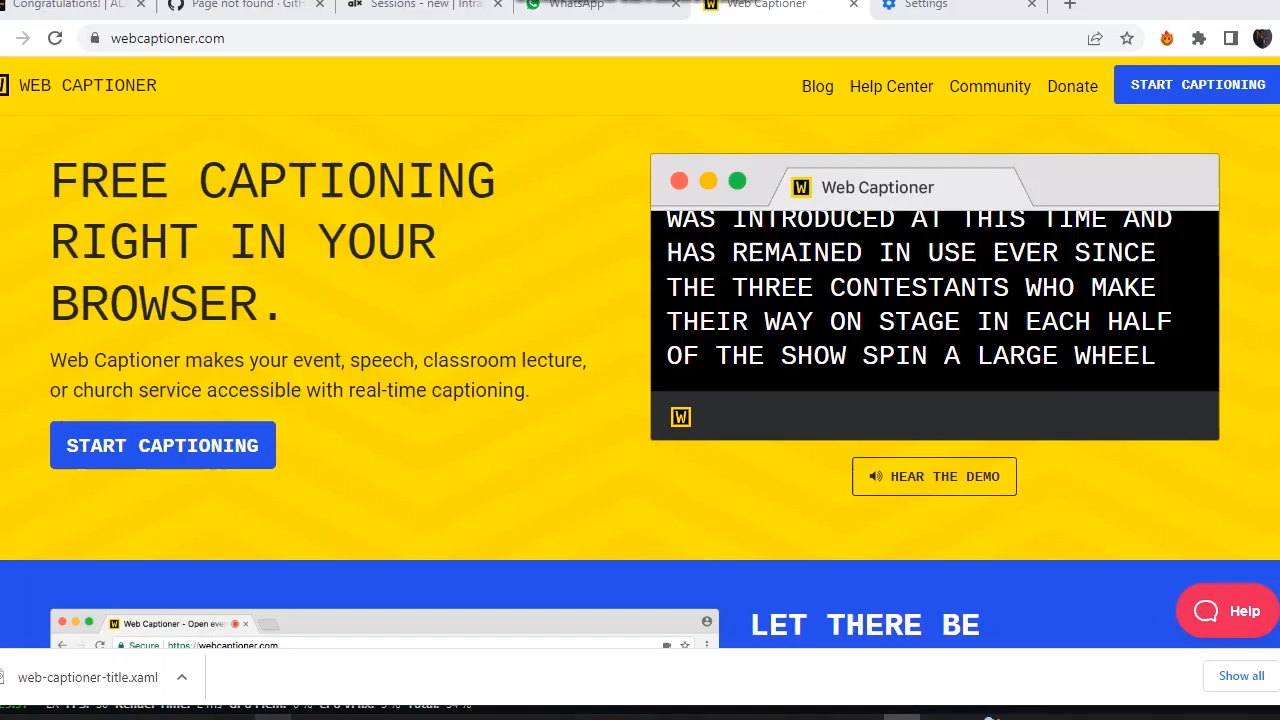 Congratulations! | AL
Page not found · GitH
Sessions - new | Intra
WhatsApp
Web Captioner
Settings
webcaptioner.com
WEB CAPTIONER
Blog
Help Center
Community
Donate
START CAPTIONING
FREE CAPTIONING
RIGHT IN YOUR
BROWSER.
Web Captioner makes your event, speech, classroom lecture,
or church service accessible with real-time captioning.
START CAPTIONING
W Web Captioner
WAS INTRODUCED AT THIS TIME AND
HAS REMAINED IN USE EVER SINCE
THE THREE CONTESTANTS WHO MAKE
THEIR WAY ON STAGE IN EACH HALF
OF THE SHOW SPIN A LARGE WHEEL
W
HEAR THE DEMO
Web Captioner - Open even
Secure https://webcaptioner.com
LET THERE BE
Help
web-captioner-title.xaml
Show all